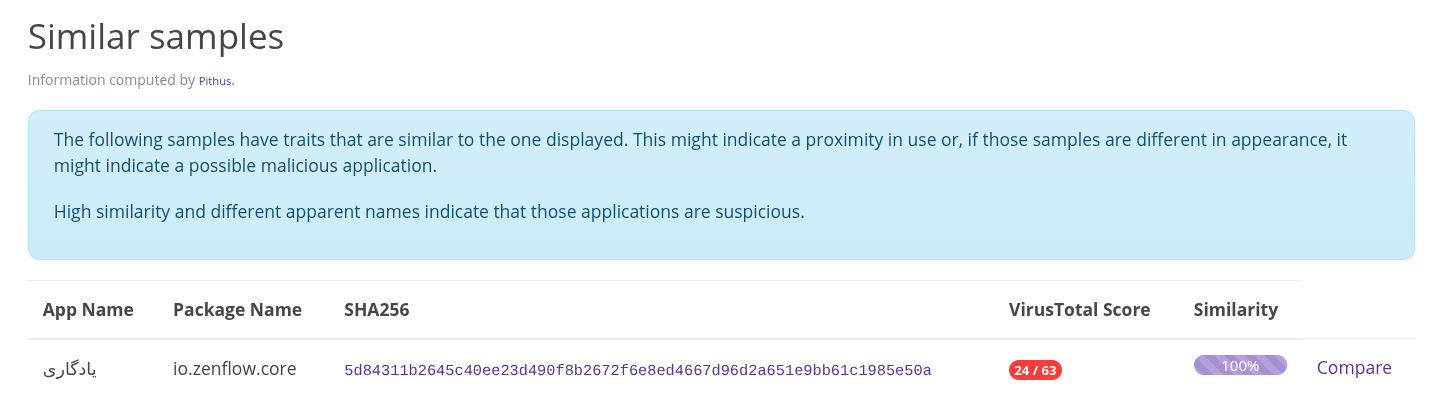 Similar samples
Information computed by Pithus.
The following samples have traits that are similar to the one displayed. This might indicate a proximity in use or, if those samples are different in appearance, it
might indicate a possible malicious application.
High similarity and different apparent names indicate that those applications are suspicious.
App Name Package Name SHA256 VirusTotal Score Similarity
یادگاری io.zenflow.core 5d84311b2645c40ee23d490f8b2672f6e8ed4667d96d2a651e9bb61c1985e50a 24 / 63 100% Compare